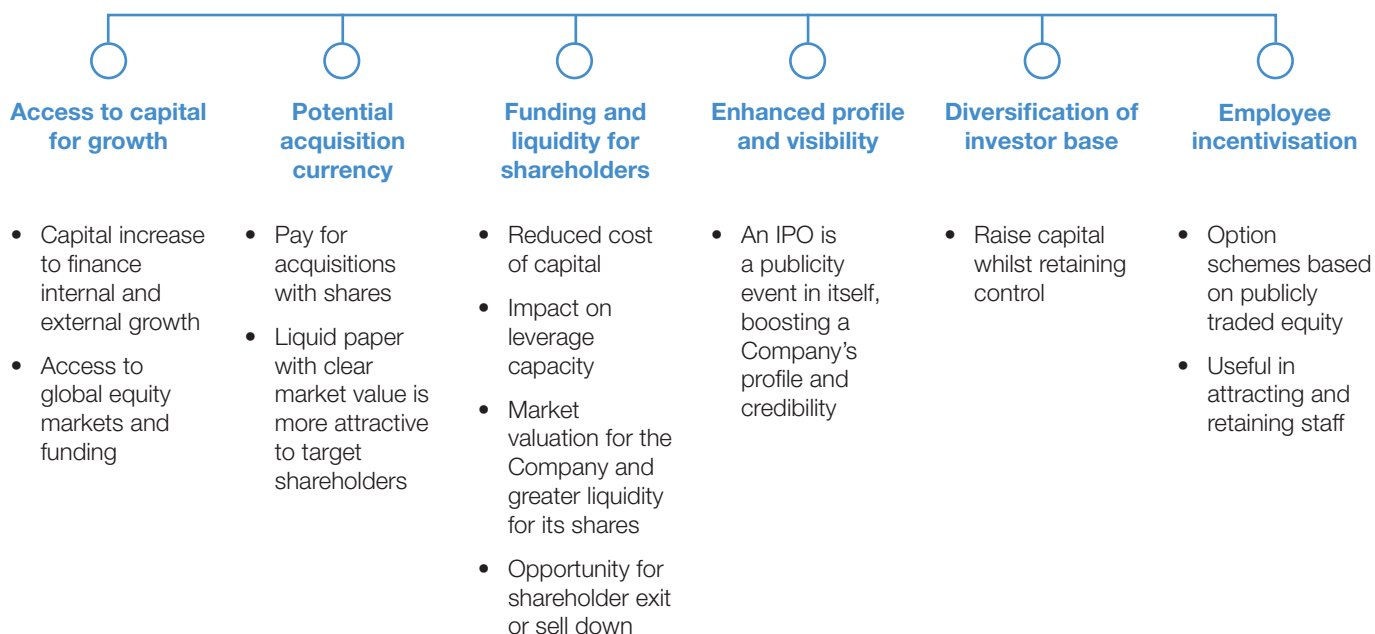 Access to capital
for growth
• Capital increase
to finance
internal and
external growth
• Access to
global equity
markets and
funding
Potential
acquisition
currency
• Pay for
acquisitions
with shares
• Liquid paper
with clear
market value is
more attractive
to target
shareholders
Funding and
liquidity for
shareholders
• Reduced cost
of capital
• Impact on
leverage
capacity
• Market
valuation for the
Company and
greater liquidity
for its shares
• Opportunity for
shareholder exit
or sell down
Enhanced profile
and visibility
• An IPO is
a publicity
event in itself,
boosting a
Company’s
profile and
credibility
Diversification of
investor base
• Raise capital
whilst retaining
control
Employee
incentivisation
• Option
schemes based
on publicly
traded equity
• Useful in
attracting and
retaining staff